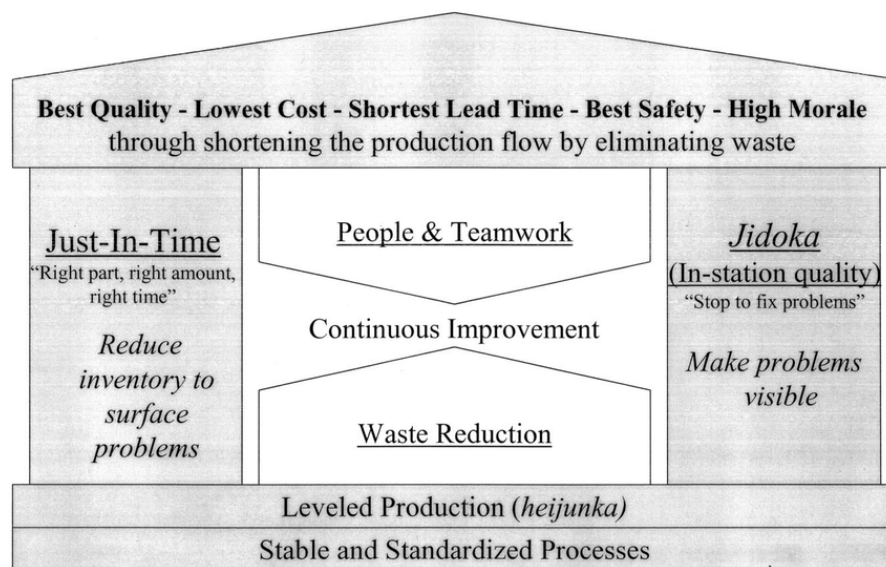 Best Quality - Lowest Cost - Shortest Lead Time - Best Safety - High Morale
through shortening the production flow by eliminating waste
Just-In-Time
“Right part, right amount,
right time”
Reduce
inventory to
surface
problems
People & Teamwork
Continuous Improvement
Waste Reduction
Jidoka
(In-station quality)
“Stop to fix problems”
Make problems
visible
Leveled Production (heijunka)
Stable and Standardized Processes